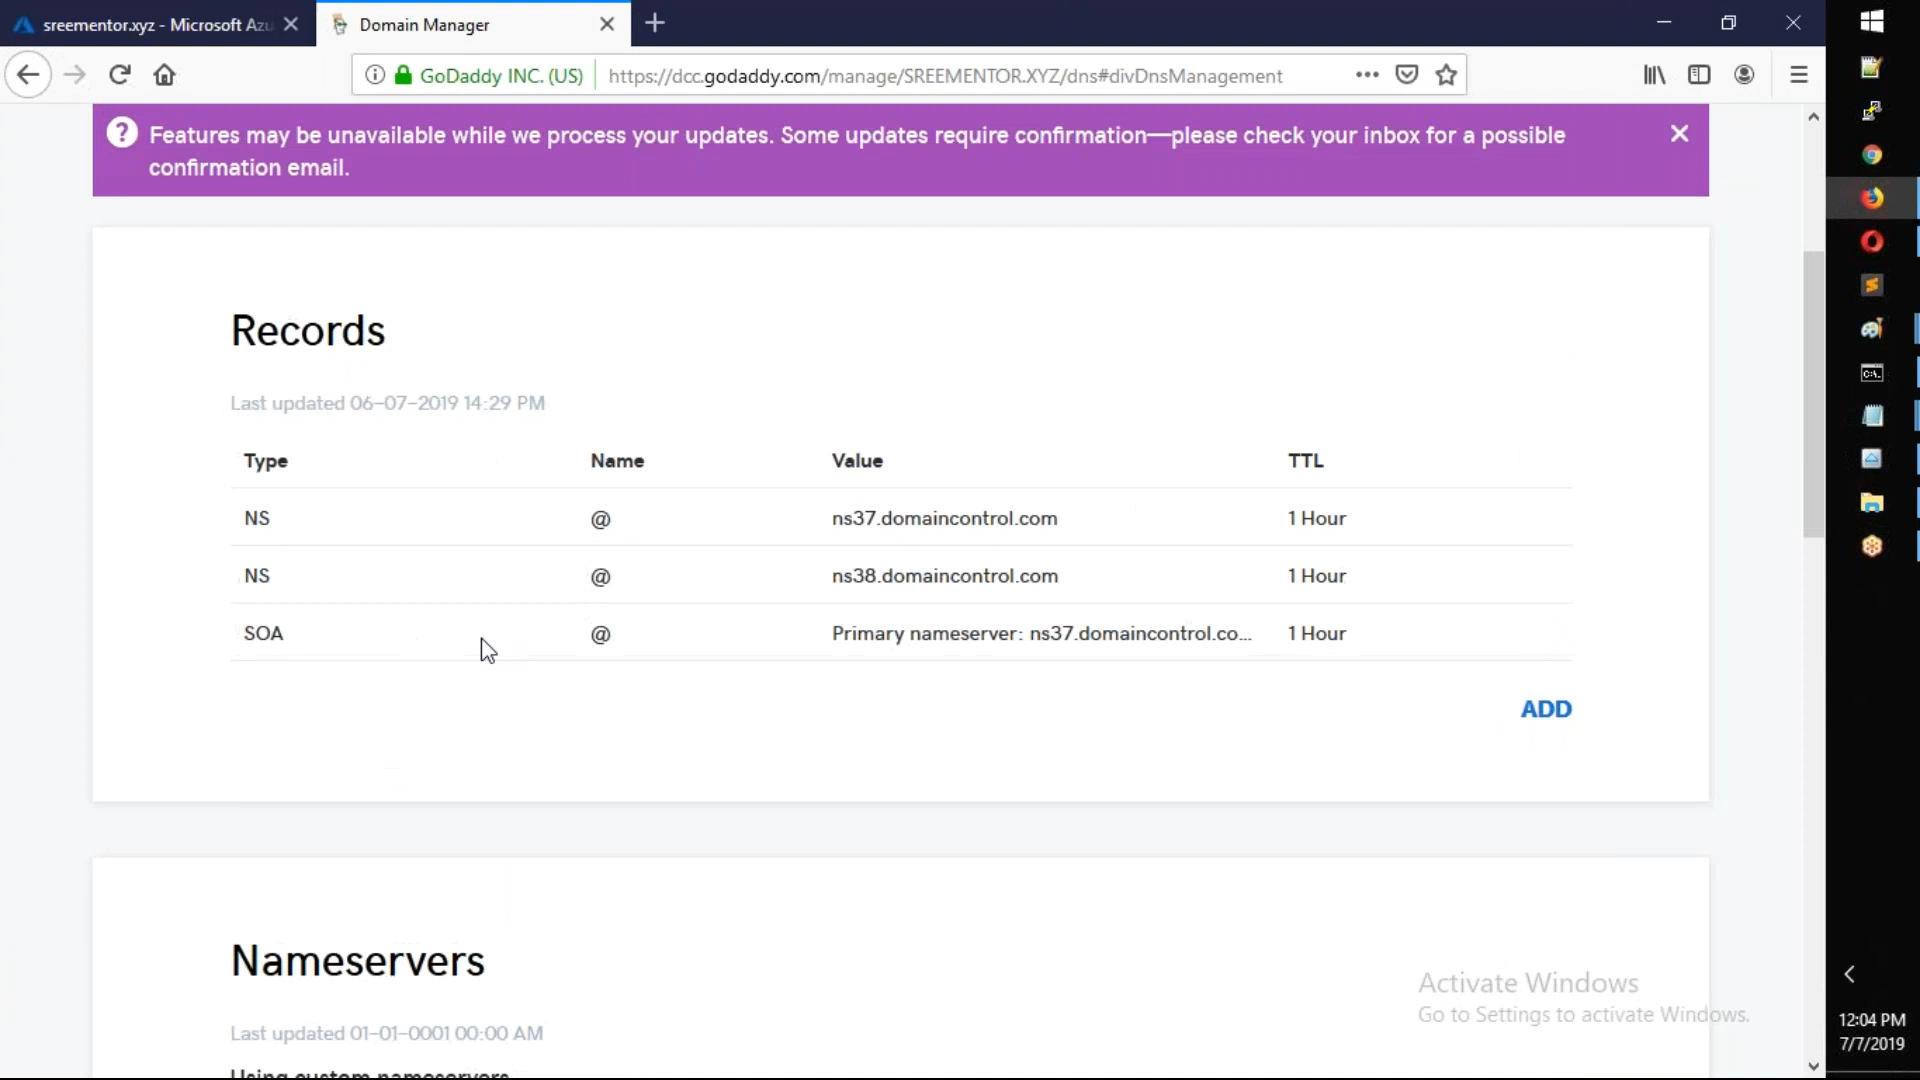 sreementor.xyz - Microsoft Azu
Domain Manager
GoDaddy INC. (US)
https://dcc.godaddy.com/manage/SREEMENTOR.XYZ/dns#divDnsManagement
Features may be unavailable while we process your updates. Some updates require confirmation—please check your inbox for a possible
confirmation email.
Records
Last updated 06-07-2019 14:29 PM
Type Name Value TTL
NS @ ns37.domaincontrol.com 1 Hour
NS @ ns38.domaincontrol.com 1 Hour
SOA @ Primary nameserver: ns37.domaincontrol.co... 1 Hour
ADD
Nameservers
Last updated 01-01-0001 00:00 AM
Using custom nameservers
Activate Windows
Go to Settings to activate Windows.
12:04 PM
7/7/2019